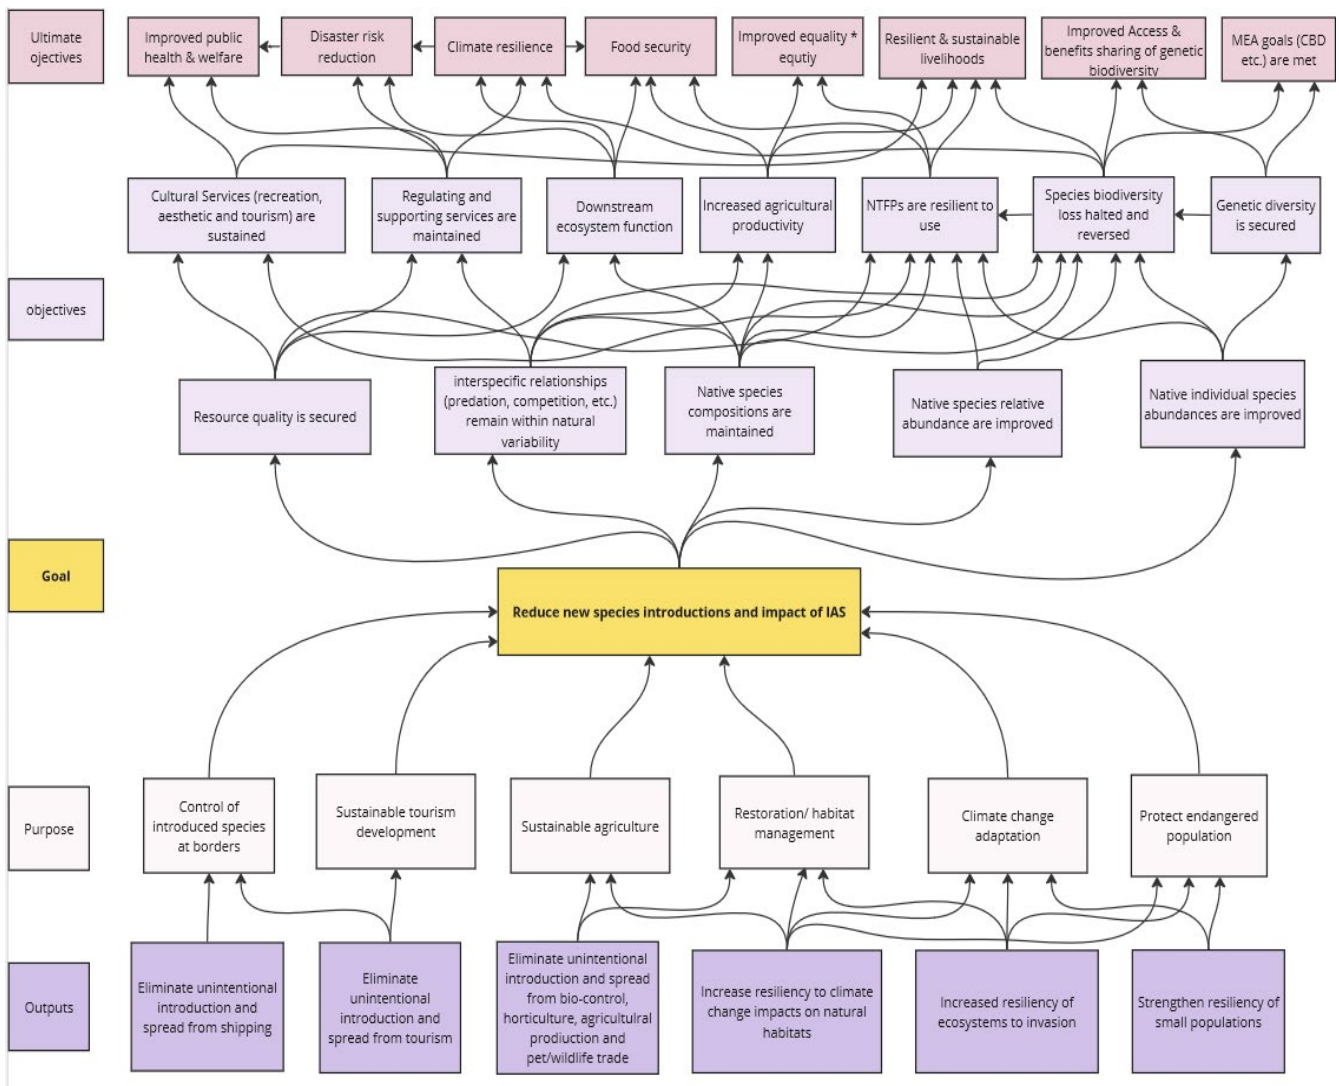 Ultimate
ojectives
Improved public
health & welfare
Disaster risk
reduction
Climate resilience
Food security
Improved equality *
equtiy
Resilient & sustainable
livelihoods
Improved Access &
benefits sharing of genetic
biodiversity
MEA goals (CBD
etc.) are met
Cultural Services (recreation,
aesthetic and tourism) are
sustained
Regulating and
supporting services are
maintained
Downstream
ecosystem function
Increased agricultural
productivity
NTFPs are resilient to
use
Species biodiversity
loss halted and
reversed
Genetic diversity
is secured
objectives
Resource quality is secured
interspecific relationships
(predation, competition, etc.)
remain within natural
variability
Native species
compositions are
maintained
Native species relative
abundance are improved
Native individual species
abundances are improved
Goal
Reduce new species introductions and impact of IAS
Purpose
Control of
introduced species
at borders
Sustainable tourism
development
Sustainable agriculture
Restoration/ habitat
management
Climate change
adaptation
Protect endangered
population
Outputs
Eliminate unintentional
introduction and
spread from shipping
Eliminate
unintentional
introduction and
spread from tourism
Eliminate unintentional
introduction and spread
from bio-control,
horticulture, agricultulral
production and
pet/wildlife trade
Increase resiliency to climate
change impacts on natural
habitats
Increased resiliency of
ecosystems to invasion
Strengthen resiliency of
small populations